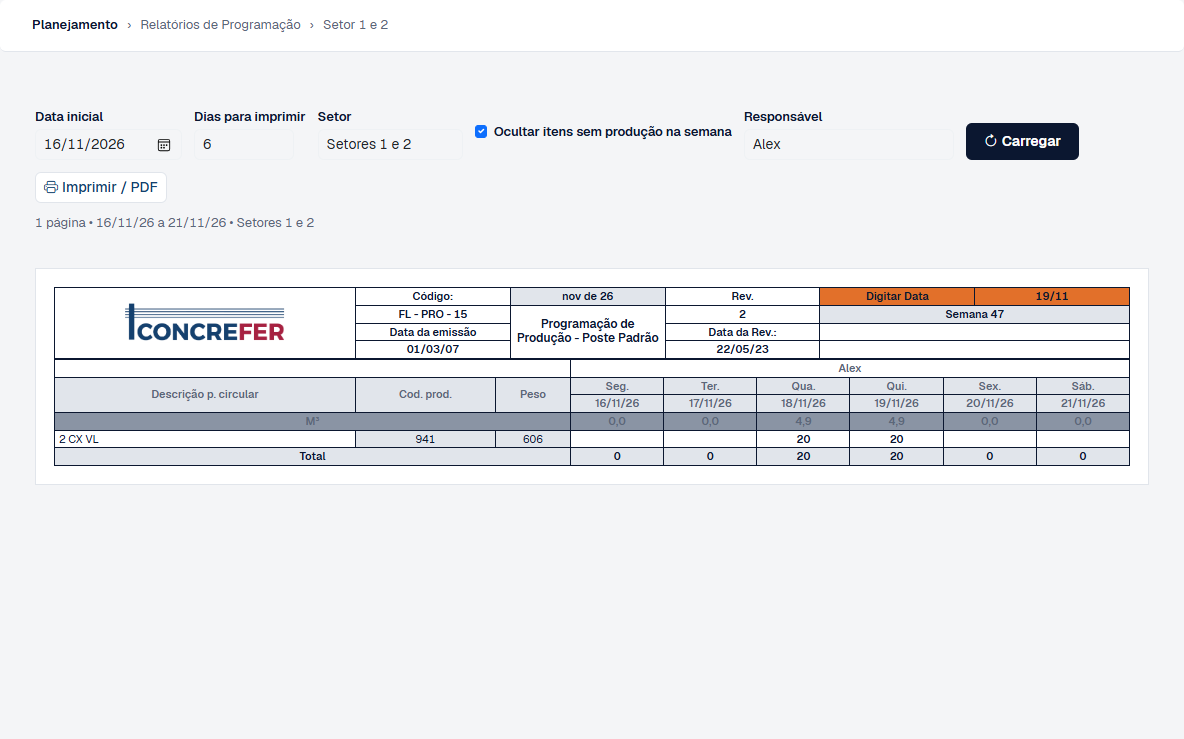 Planejamento › Relatórios de Programação › Setor 1 e 2
Data inicial Dias para imprimir Setor Ocultar itens sem produção na semana Responsável
16/11/2026 6 Setores 1 e 2 Alex Carregar
Imprimir / PDF
1 página • 16/11/26 a 21/11/26 • Setores 1 e 2
CONCREFER
Código: nov de 26 Rev. Digitar Data 19/11
FL - PRO - 15 Programação de Produção - Poste Padrão 2 Semana 47
Data da emissão Data da Rev.:
01/03/07 22/05/23
Alex
Descrição p. circular Cod. prod. Peso Seg. Ter. Qua. Qui. Sex. Sáb.
16/11/26 17/11/26 18/11/26 19/11/26 20/11/26 21/11/26
M³ 0,0 0,0 4,9 4,9 0,0 0,0
2 CX VL 941 606 20 20
Total 0 0 20 20 0 0